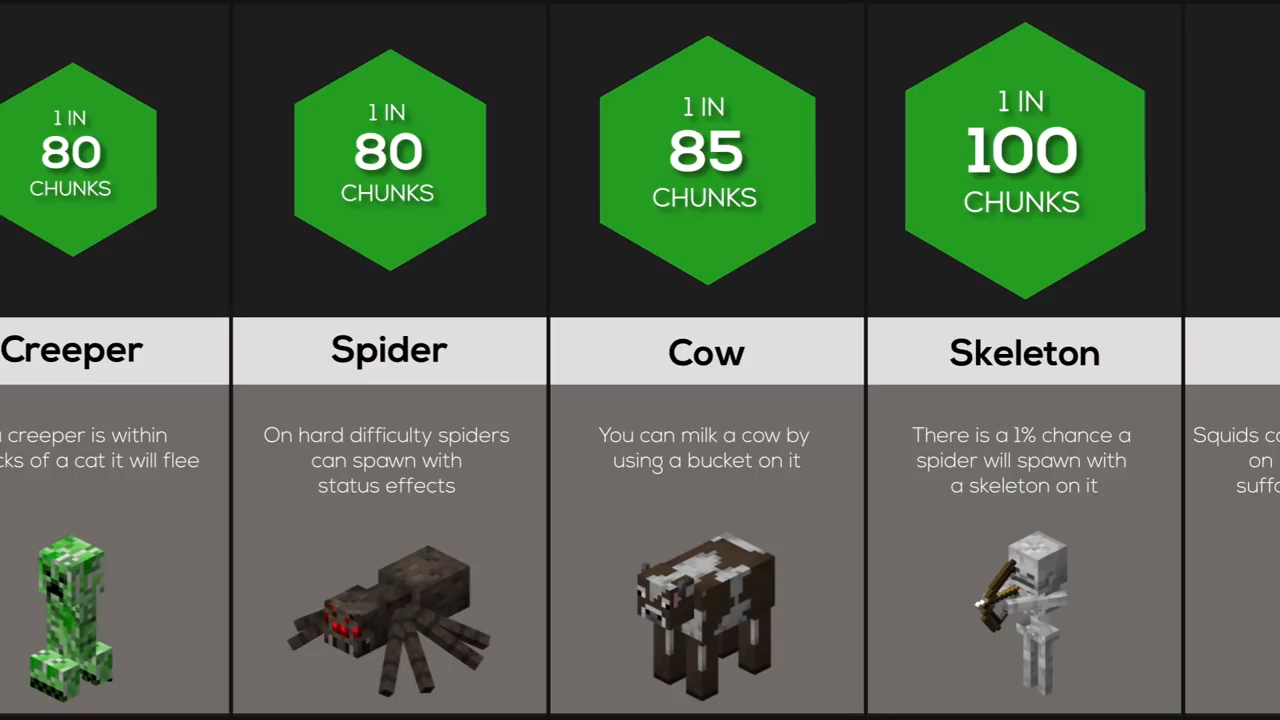 1 IN
80
CHUNKS
1 IN
80
CHUNKS
1 IN
85
CHUNKS
1 IN
100
CHUNKS
Creeper
Spider
Cow
Skeleton
creeper is within
of a cat it will flee
On hard difficulty spiders
can spawn with
status effects
You can milk a cow by
using a bucket on it
There is a 1% chance a
spider will spawn with
a skeleton on it
Squids
on